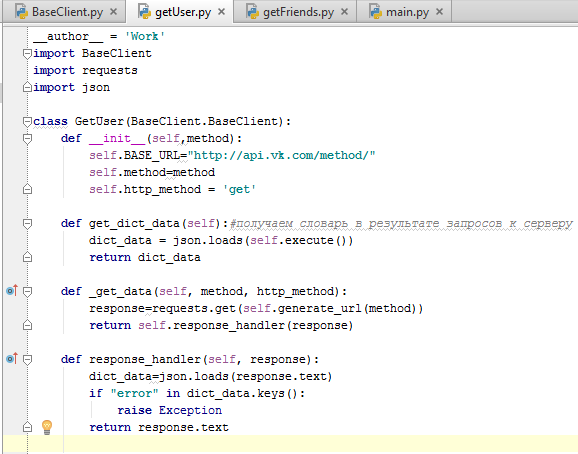 BaseClient.py × getUser.py × getFriends.py × main.py ×
__author__ = 'Work'
import BaseClient
import requests
import json
class GetUser(BaseClient.BaseClient):
    def __init__(self,method):
        self.BASE_URL="http://api.vk.com/method/"
        self.method=method
        self.http_method = 'get'
    def get_dict_data(self):#получаем словарь в результате запросов к серверу
        dict_data = json.loads(self.execute())
        return dict_data
    def _get_data(self, method, http_method):
        response=requests.get(self.generate_url(method))
        return self.response_handler(response)
    def response_handler(self, response):
        dict_data=json.loads(response.text)
        if "error" in dict_data.keys():
            raise Exception
        return response.text